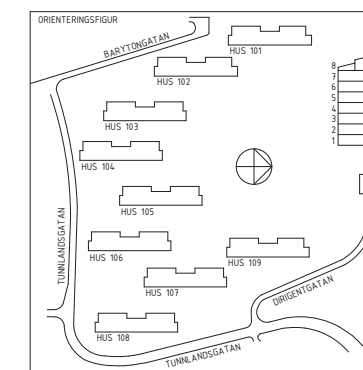 ORIENTERINGSFIGUR
BARYTONGATAN
HUS 101
HUS 102
8
7
6
5
4
3
2
1
HUS 103
HUS 104
HUS 105
TUNNLANDSGATAN
HUS 106
HUS 109
HUS 107
DIRIGENTGATAN
HUS 108
TUNNLANDSGATAN